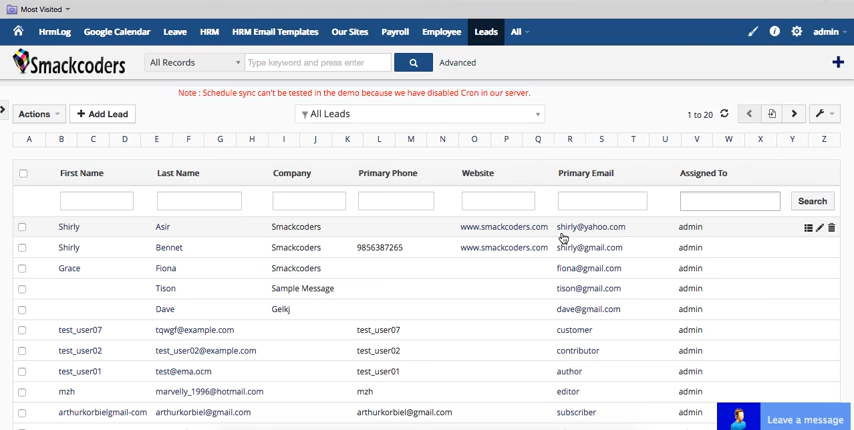 Most Visited
HrmLog Google Calendar Leave HRM HRM Email Templates Our Sites Payroll Employee Leads All admin
Smackcoders All Records Type keyword and press enter Advanced
Note : Schedule sync can't be tested in the demo because we have disabled Cron in our server.
Actions + Add Lead All Leads 1 to 20
A B C D E F G H I J K L M N O P Q R S T U V W X Y Z
First Name Last Name Company Primary Phone Website Primary Email Assigned To
Search
Shirly Asir Smackcoders www.smackcoders.com shirly@yahoo.com admin
Shirly Bennet Smackcoders 9856387265 www.smackcoders.com shirly@gmail.com admin
Grace Fiona Smackcoders fiona@gmail.com admin
Tison Sample Message tison@gmail.com admin
Dave Gelkj dave@gmail.com admin
test_user07 tqwgf@example.com test_user07 customer admin
test_user02 test_user02@example.com test_user02 contributor admin
test_user01 test@ema.ocm test_user01 author admin
mzh marvelly_1996@hotmail.com mzh editor admin
arthurkorbielgmail-com arthurkorbiel@gmail.com arthurkorbiel@gmail.com subscriber admin
Leave a message